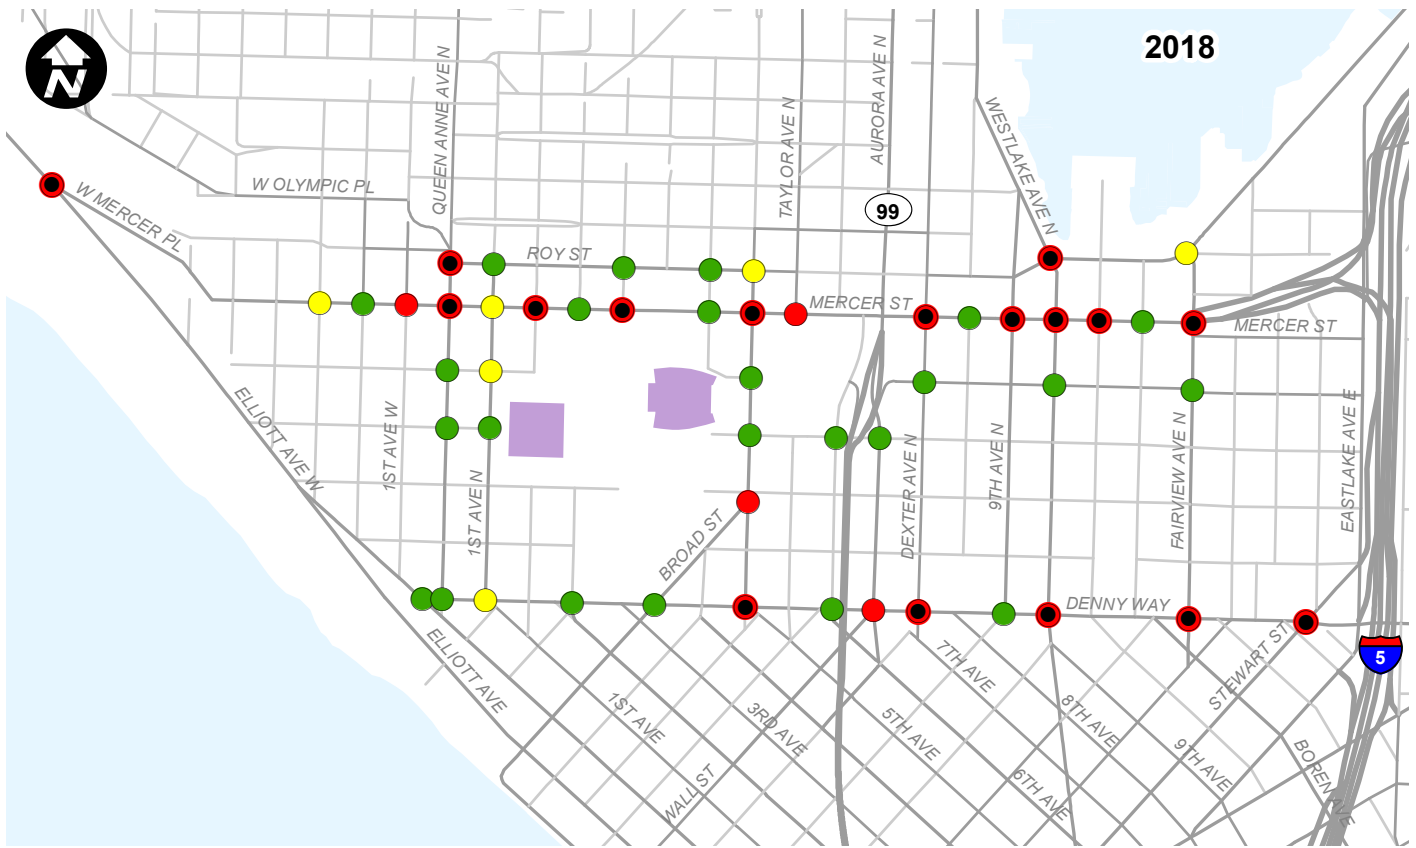 2018
N
QUEEN ANNE AVE N
AURORA AVE N
TAYLOR AVE N
WESTLAKE AVE N
W OLYMPIC PL
W MERCER PL
99
ROY ST
MERCER ST
MERCER ST
ELLIOTT AVE W
1ST AVE W
1ST AVE N
BROAD ST
DEXTER AVE N
9TH AVE N
FAIRVIEW AVE N
EASTLAKE AVE E
DENNY WAY
ELLIOTT AVE
1ST AVE
3RD AVE
5TH AVE
6TH AVE
7TH AVE
8TH AVE
9TH AVE
WALL ST
STEWART ST
BOREN AVE
5